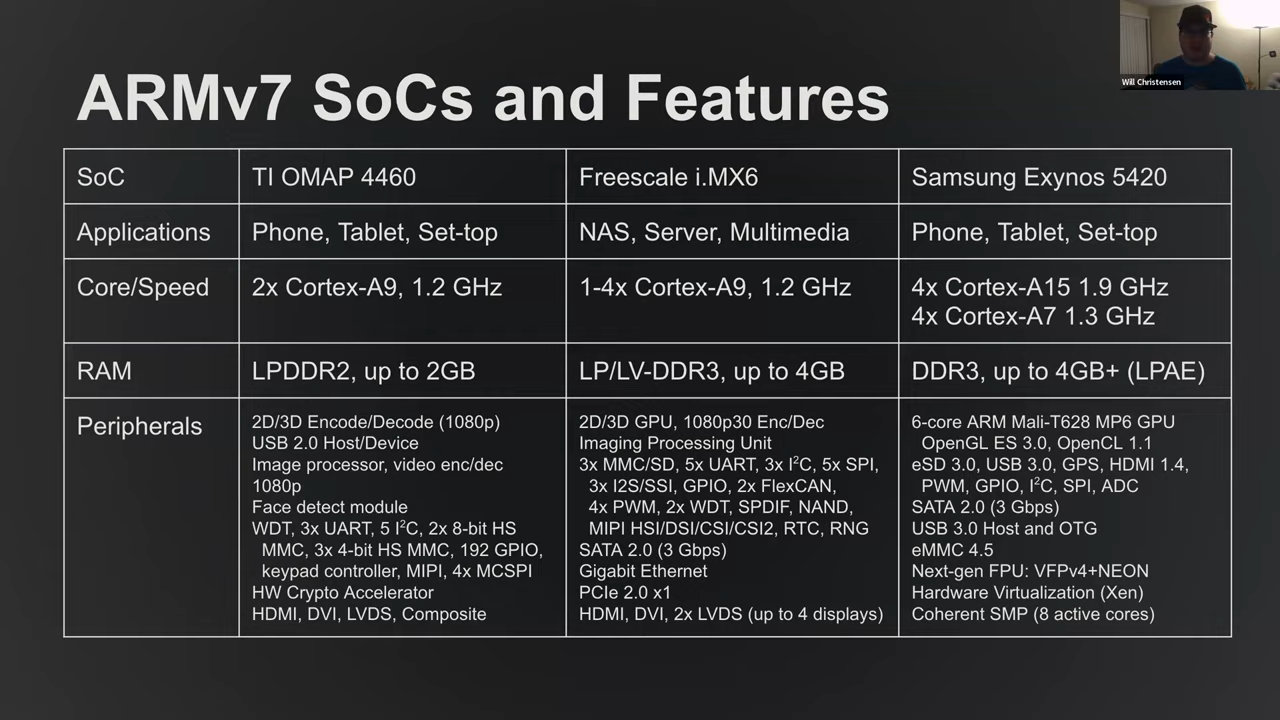 Will Christensen
ARMv7 SoCs and Features
SoC
TI OMAP 4460
Freescale i.MX6
Samsung Exynos 5420
Applications
Phone, Tablet, Set-top
NAS, Server, Multimedia
Phone, Tablet, Set-top
Core/Speed
2x Cortex-A9, 1.2 GHz
1-4x Cortex-A9, 1.2 GHz
4x Cortex-A15 1.9 GHz
4x Cortex-A7 1.3 GHz
RAM
LPDDR2, up to 2GB
LP/LV-DDR3, up to 4GB
DDR3, up to 4GB+ (LPAE)
Peripherals
2D/3D Encode/Decode (1080p)
USB 2.0 Host/Device
Image processor, video enc/dec
1080p
Face detect module
WDT, 3x UART, 5 I²C, 2x 8-bit HS
MMC, 3x 4-bit HS MMC, 192 GPIO,
keypad controller, MIPI, 4x MCSPI
HW Crypto Accelerator
HDMI, DVI, LVDS, Composite
2D/3D GPU, 1080p30 Enc/Dec
Imaging Processing Unit
3x MMC/SD, 5x UART, 3x I²C, 5x SPI,
3x I2S/SSI, GPIO, 2x FlexCAN,
4x PWM, 2x WDT, SPDIF, NAND,
MIPI HSI/DSI/CSI/CSI2, RTC, RNG
SATA 2.0 (3 Gbps)
Gigabit Ethernet
PCIe 2.0 x1
HDMI, DVI, 2x LVDS (up to 4 displays)
6-core ARM Mali-T628 MP6 GPU
OpenGL ES 3.0, OpenCL 1.1
eSD 3.0, USB 3.0, GPS, HDMI 1.4,
PWM, GPIO, I²C, SPI, ADC
SATA 2.0 (3 Gbps)
USB 3.0 Host and OTG
eMMC 4.5
Next-gen FPU: VFPv4+NEON
Hardware Virtualization (Xen)
Coherent SMP (8 active cores)